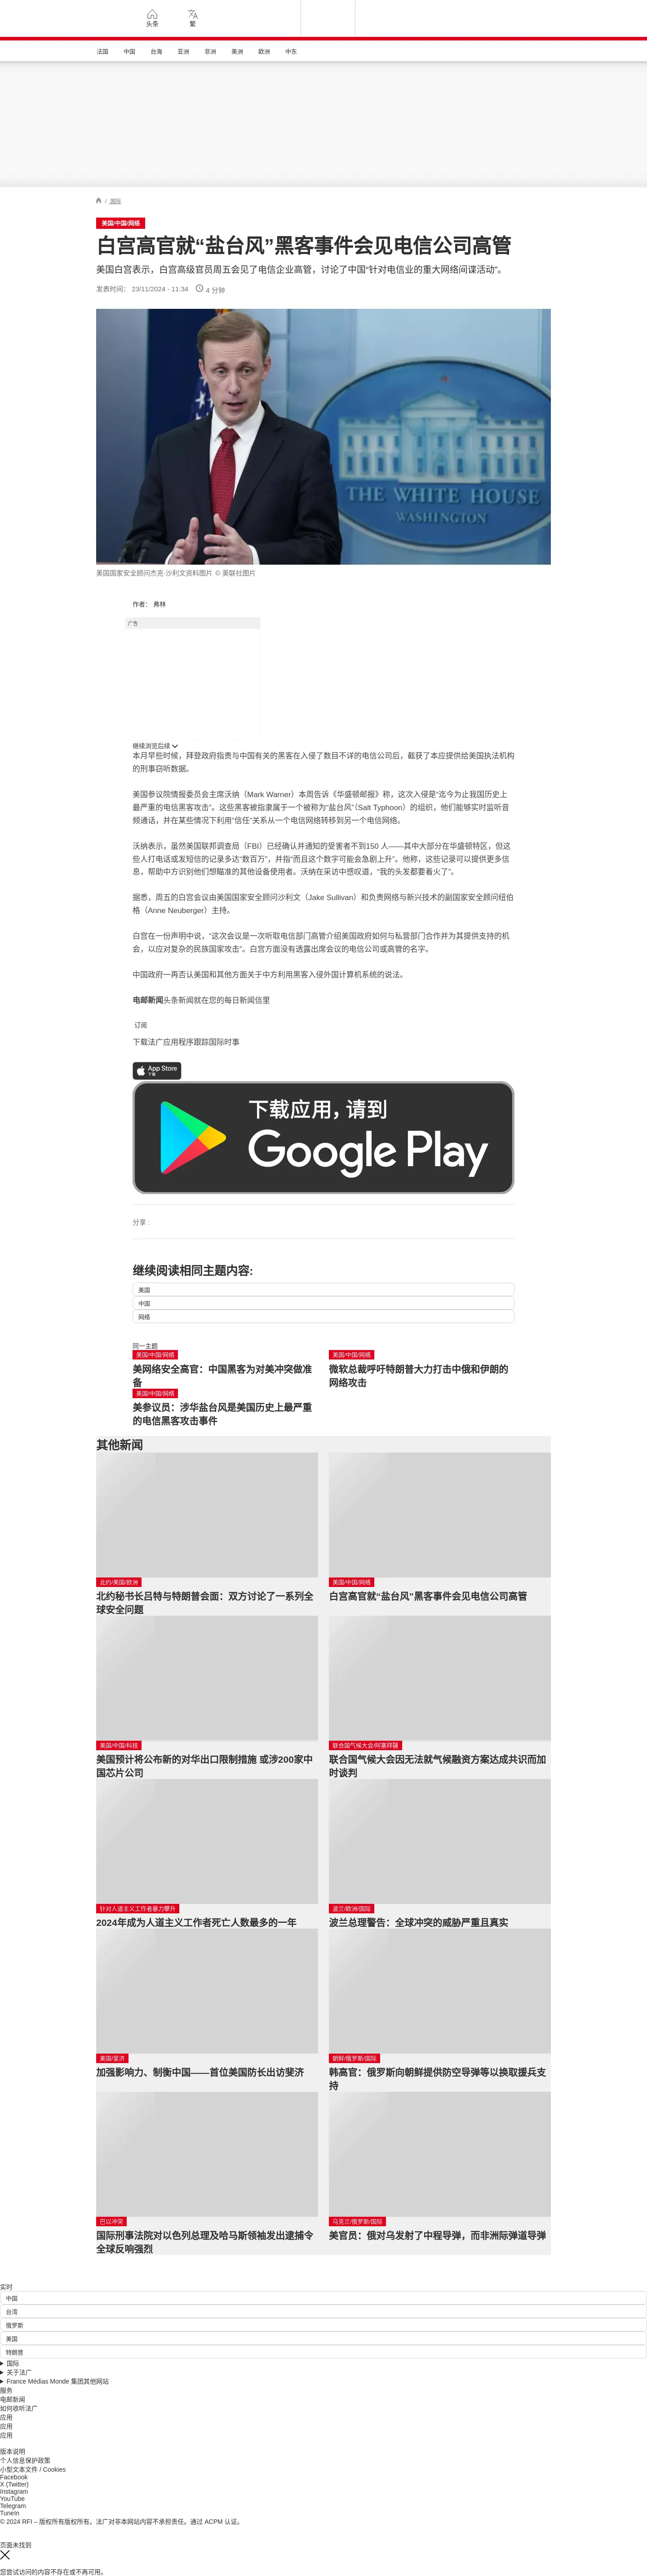 头条
繁
法国
中国
台海
亚洲
非洲
美洲
欧洲
中东
/ 国际
美国/中国/网络
白宫高官就“盐台风”黑客事件会见电信公司高管
美国白宫表示，白宫高级官员周五会见了电信企业高管，讨论了中国“针对电信业的重大网络间谍活动”。
发表时间： 23/11/2024 - 11:34
4 分钟
THE WHITE HOUSE
WASHINGTON
美国国家安全顾问杰克·沙利文资料图片 © 美联社图片
作者： 弗林
广告
继续浏览后续
本月早些时候，拜登政府指责与中国有关的黑客在入侵了数目不详的电信公司后，截获了本应提供给美国执法机构
的刑事窃听数据。
美国参议院情报委员会主席沃纳（Mark Warner）本周告诉《华盛顿邮报》称，这次入侵是“迄今为止我国历史上
最严重的电信黑客攻击”。这些黑客被指隶属于一个被称为“盐台风”（Salt Typhoon）的组织，他们能够实时监听音
频通话，并在某些情况下利用“信任”关系从一个电信网络转移到另一个电信网络。
沃纳表示，虽然美国联邦调查局（FBI）已经确认并通知的受害者不到150 人——其中大部分在华盛顿特区，但这
些人打电话或发短信的记录多达“数百万”，并指“而且这个数字可能会急剧上升”。他称，这些记录可以提供更多信
息，帮助中方识别他们想瞄准的其他设备使用者。沃纳在采访中感叹道，“我的头发都要着火了”。
据悉，周五的白宫会议由美国国家安全顾问沙利文（Jake Sullivan）和负责网络与新兴技术的副国家安全顾问纽伯
格（Anne Neuberger）主持。
白宫在一份声明中说，“这次会议是一次听取电信部门高管介绍美国政府如何与私营部门合作并为其提供支持的机
会，以应对复杂的民族国家攻击”。白宫方面没有透露出席会议的电信公司或高管的名字。
中国政府一再否认美国和其他方面关于中方利用黑客入侵外国计算机系统的说法。
电邮新闻头条新闻就在您的每日新闻信里
订阅
下载法广应用程序跟踪国际时事
App Store
下载
下载应用，请到
Google Play
分享 :
继续阅读相同主题内容:
美国
中国
网络
同一主题
美国/中国/网络
美网络安全高官：中国黑客为对美冲突做准
备
美国/中国/网络
微软总裁呼吁特朗普大力打击中俄和伊朗的
网络攻击
美国/中国/网络
美参议员：涉华盐台风是美国历史上最严重
的电信黑客攻击事件
其他新闻
北约/美国/欧洲
北约秘书长吕特与特朗普会面：双方讨论了一系列全
球安全问题
美国/中国/网络
白宫高官就“盐台风”黑客事件会见电信公司高管
美国/中国/科技
美国预计将公布新的对华出口限制措施 或涉200家中
国芯片公司
联合国气候大会/阿塞拜疆
联合国气候大会因无法就气候融资方案达成共识而加
时谈判
针对人道主义工作者暴力攀升
2024年成为人道主义工作者死亡人数最多的一年
波兰/欧洲/国际
波兰总理警告：全球冲突的威胁严重且真实
美国/斐济
加强影响力、制衡中国——首位美国防长出访斐济
朝鲜/俄罗斯/国际
韩高官：俄罗斯向朝鲜提供防空导弹等以换取援兵支
持
巴以冲突
国际刑事法院对以色列总理及哈马斯领袖发出逮捕令
全球反响强烈
乌克兰/俄罗斯/国际
美官员：俄对乌发射了中程导弹，而非洲际弹道导弹
实时
中国
台湾
俄罗斯
美国
特朗普
国际
关于法广
France Médias Monde 集团其他网站
服务
电邮新闻
如何收听法广
应用
应用
应用
版本说明
个人信息保护政策
小型文本文件 / Cookies
Facebook
X (Twitter)
Instagram
YouTube
Telegram
TuneIn
© 2024 RFI – 版权所有版权所有。法广对非本网站内容不承担责任。通过 ACPM 认证。
页面未找到
您尝试访问的内容不存在或不再可用。